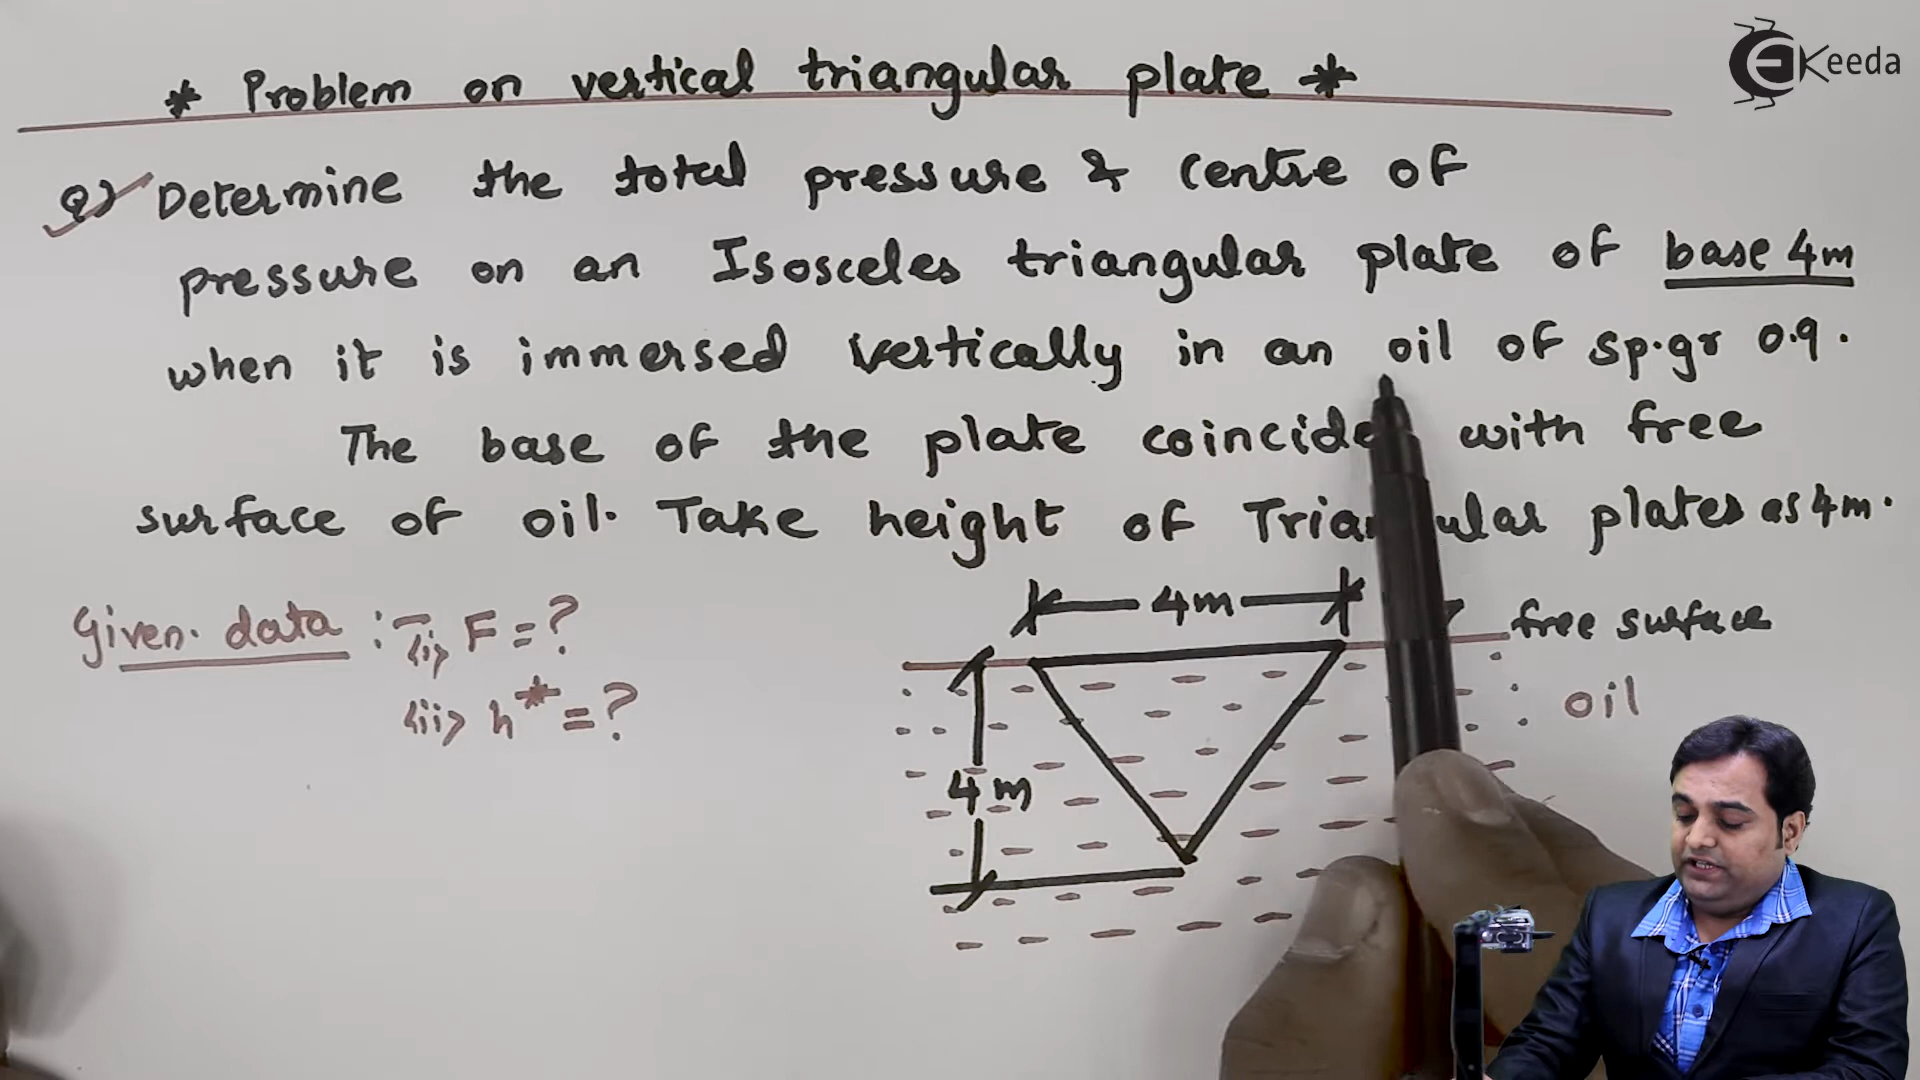 EKeeda
* Problem on vertical triangular plate *
Q) Determine the total pressure & centre of
pressure on an Isosceles triangular plate of base 4m
when it is immersed vertically in an oil of sp.gr 0.9.
The base of the plate coincide with free
surface of oil. Take height of Triangular plates as 4m.
Given. data :- (i) F = ?
(ii) h* = ?
4m
free surface
oil
4m